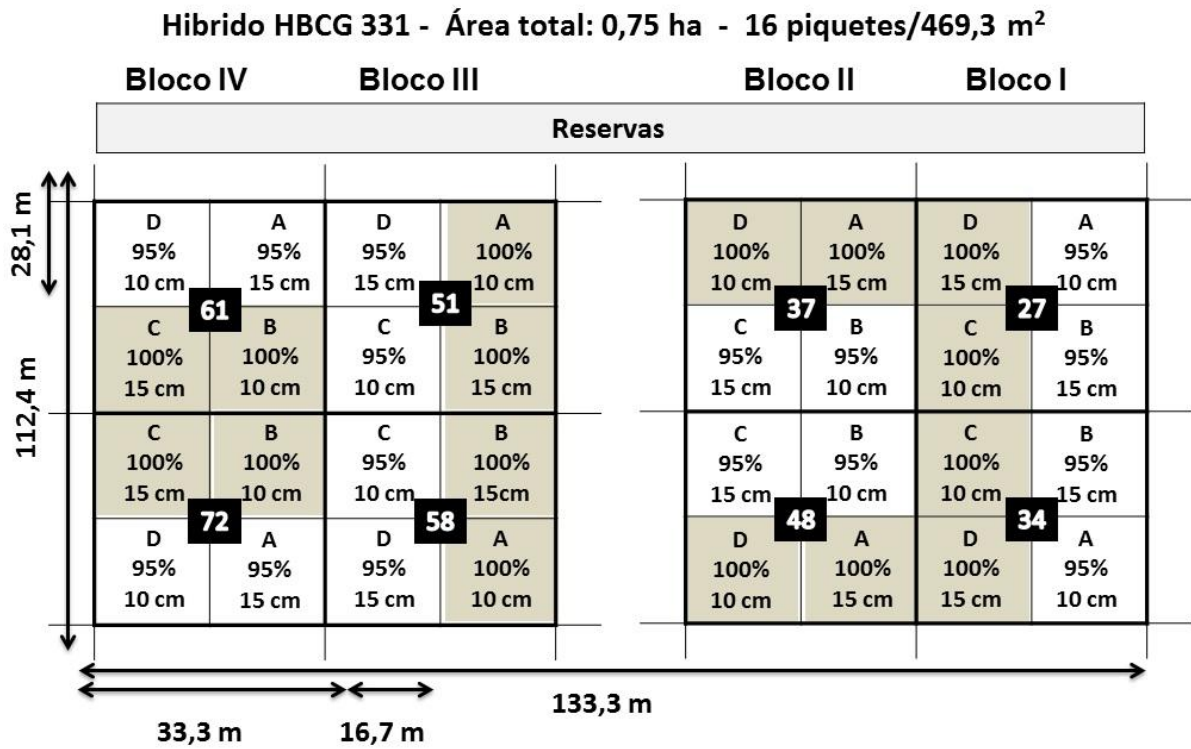 Hibrido HBCG 331 - Área total: 0,75 ha - 16 piquetes/469,3 m²
Bloco IV Bloco III Bloco II Bloco I
Reservas
28,1 m
112,4 m
D A D A D A D A
95% 95% 95% 100% 100% 100% 100% 95%
10 cm 15 cm 15 cm 10 cm 10 cm 15 cm 15 cm 10 cm
61 51 37 27
C B C B C B C B
100% 100% 95% 100% 95% 95% 100% 95%
15 cm 10 cm 10 cm 15 cm 15 cm 10 cm 10 cm 15 cm
C B C B C B C B
100% 100% 95% 100% 95% 95% 100% 95%
15 cm 10 cm 10 cm 15cm 15 cm 10 cm 10 cm 15 cm
72 58 48 34
D A D A D A D A
95% 95% 95% 100% 100% 100% 100% 95%
10 cm 15 cm 15 cm 10 cm 10 cm 15 cm 15 cm 10 cm
133,3 m
33,3 m 16,7 m